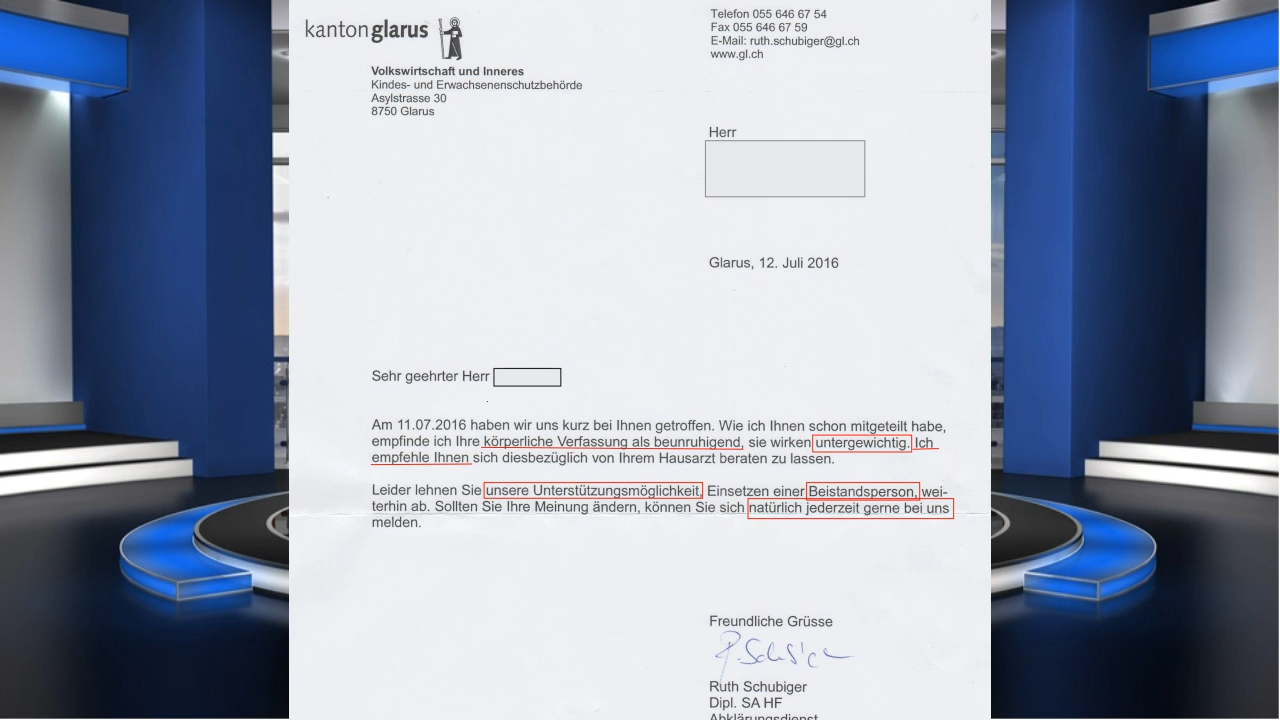 kantonglarus
Telefon 055 646 67 54
Fax 055 646 67 59
E-Mail: ruth.schubiger@gl.ch
www.gl.ch
Volkswirtschaft und Inneres
Kindes- und Erwachsenenschutzbehörde
Asylstrasse 30
8750 Glarus
Herr
Glarus, 12. Juli 2016
Sehr geehrter Herr
Am 11.07.2016 haben wir uns kurz bei Ihnen getroffen. Wie ich Ihnen schon mitgeteilt habe,
empfinde ich Ihre körperliche Verfassung als beunruhigend, sie wirken untergewichtig. Ich
empfehle Ihnen sich diesbezüglich von Ihrem Hausarzt beraten zu lassen.
Leider lehnen Sie unsere Unterstützungsmöglichkeit, Einsetzen einer Beistandsperson, wei-
terhin ab. Sollten Sie Ihre Meinung ändern, können Sie sich natürlich jederzeit gerne bei uns
melden.
Freundliche Grüsse
Ruth Schubiger
Dipl. SA HF
Abklärungsdienst